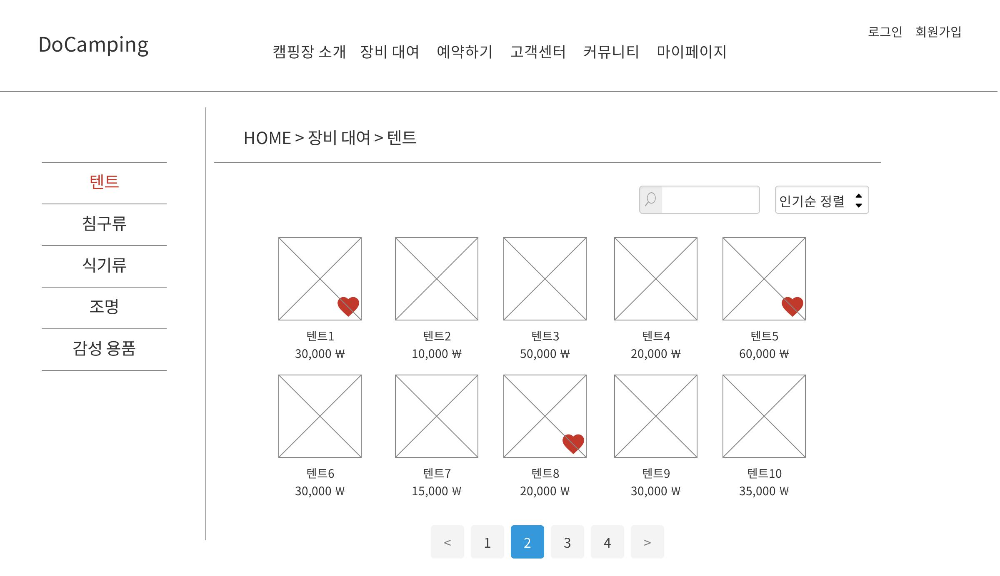 DoCamping
로그인 회원가입
캠핑장 소개 장비 대여 예약하기 고객센터 커뮤니티 마이페이지
HOME > 장비 대여 > 텐트
텐트
침구류
식기류
조명
감성 용품
인기순 정렬
텐트1 텐트2 텐트3 텐트4 텐트5
30,000 ₩ 10,000 ₩ 50,000 ₩ 20,000 ₩ 60,000 ₩
텐트6 텐트7 텐트8 텐트9 텐트10
30,000 ₩ 15,000 ₩ 20,000 ₩ 30,000 ₩ 35,000 ₩
< 1 2 3 4 >